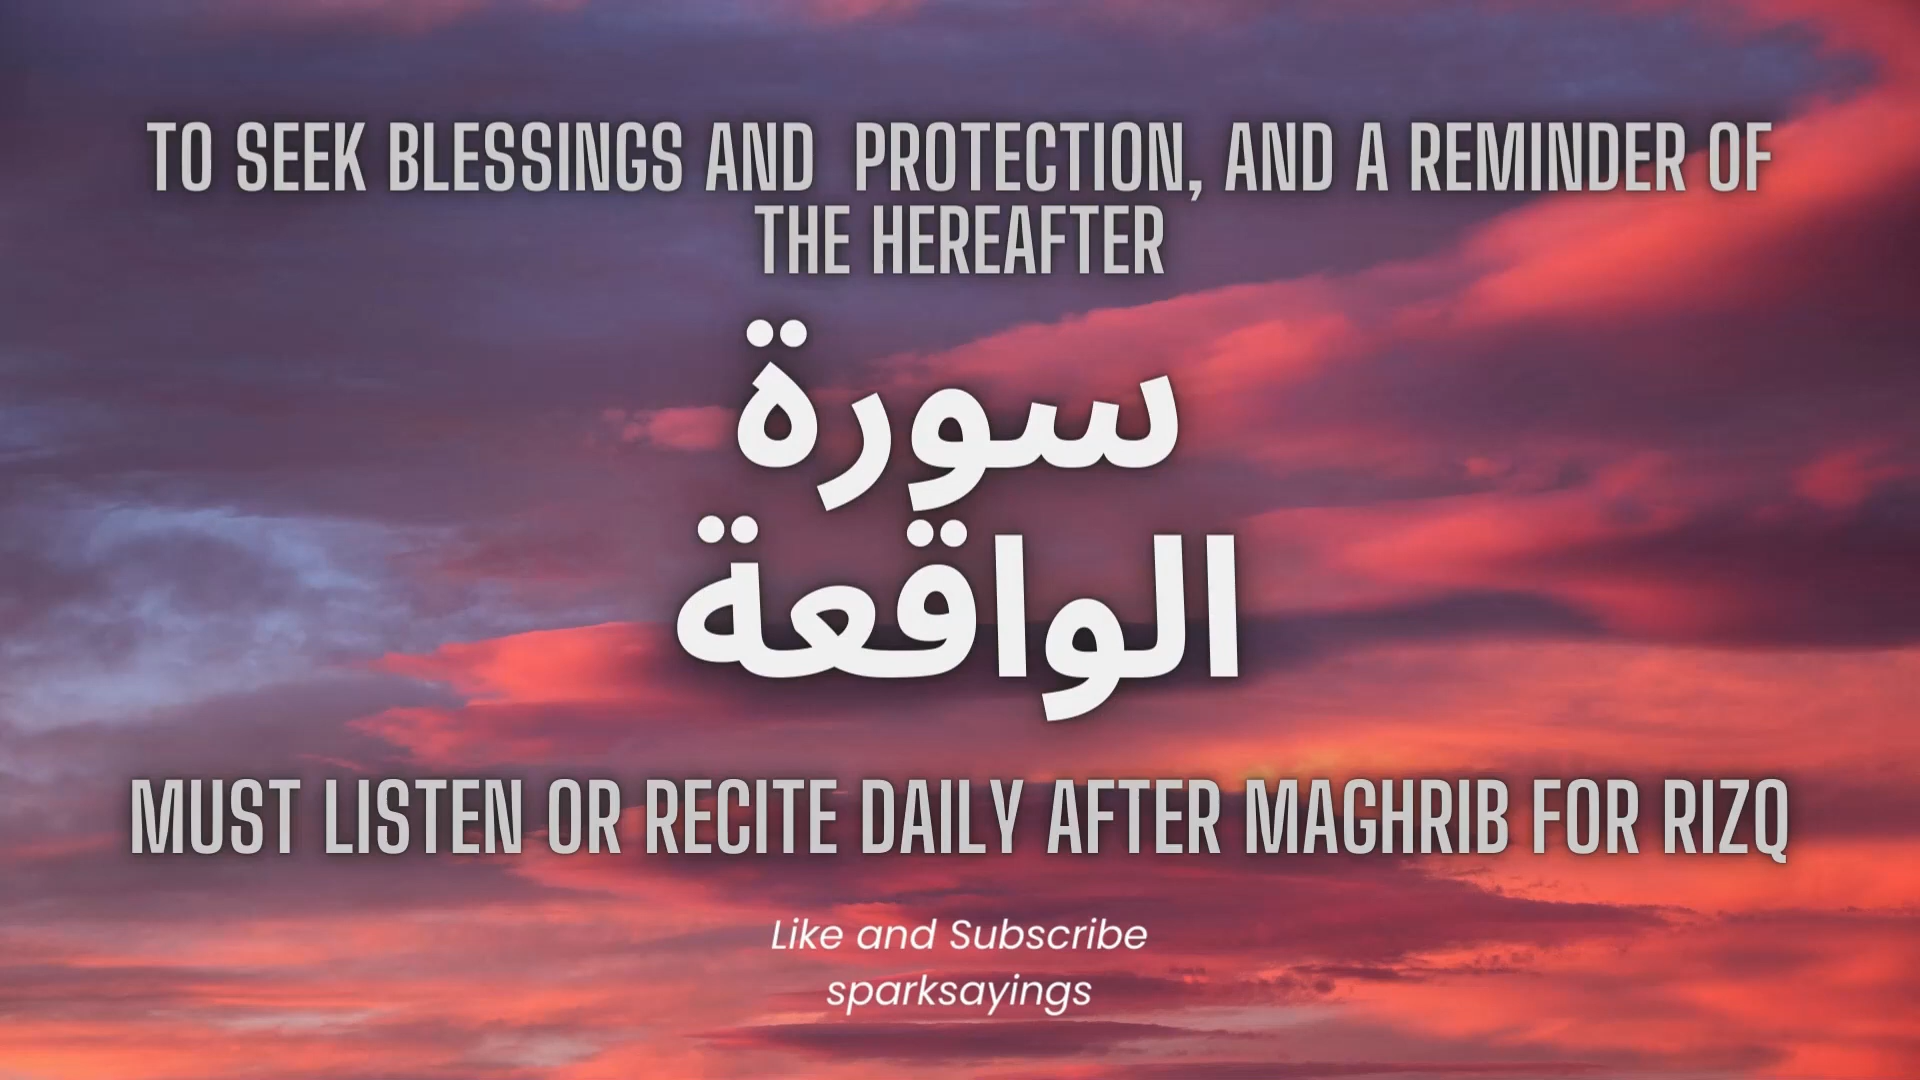 TO SEEK BLESSINGS AND PROTECTION, AND A REMINDER OF
THE HEREAFTER
سورة
الواقعة
MUST LISTEN OR RECITE DAILY AFTER MAGHRIB FOR RIZQ
Like and Subscribe
sparksayings